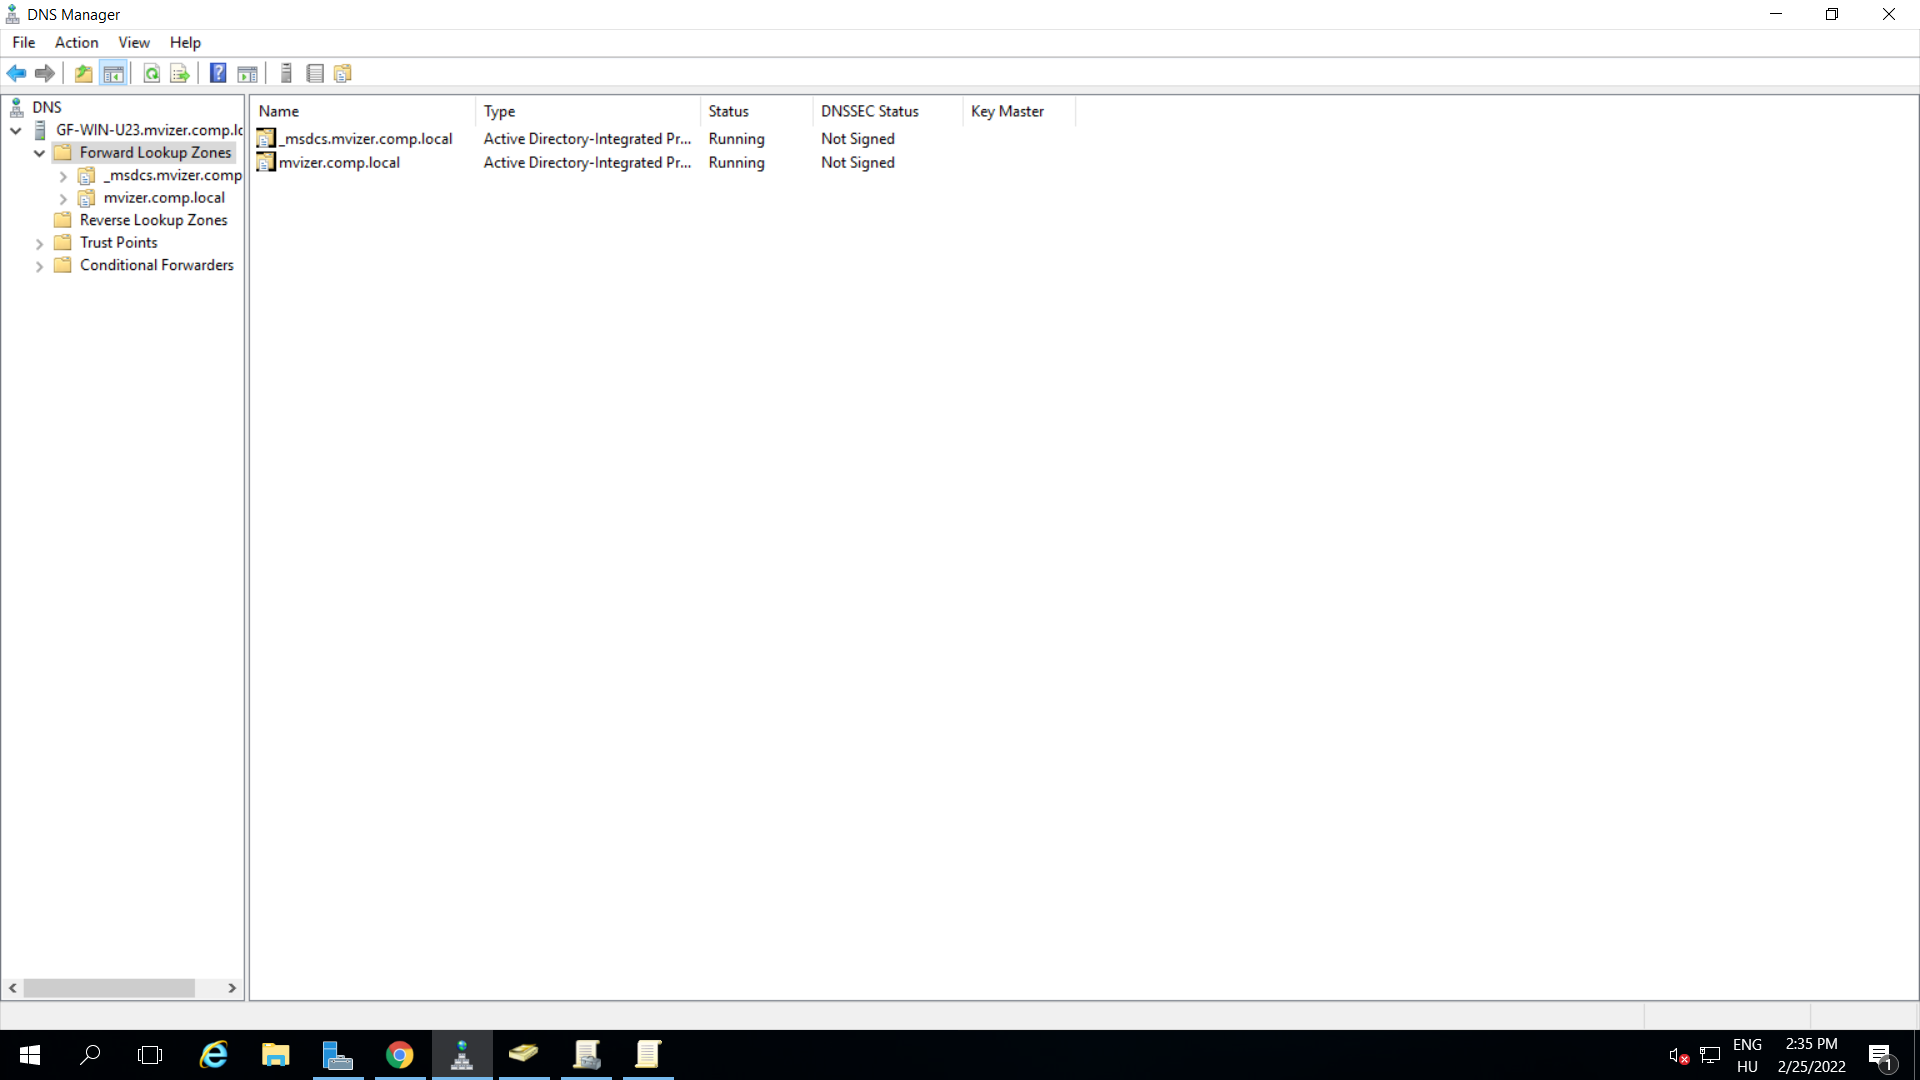 DNS Manager
File Action View Help
DNS
GF-WIN-U23.mvizer.comp.lo
Forward Lookup Zones
_msdcs.mvizer.comp
mvizer.comp.local
Reverse Lookup Zones
Trust Points
Conditional Forwarders
Name Type Status DNSSEC Status Key Master
_msdcs.mvizer.comp.local Active Directory-Integrated Pr... Running Not Signed
mvizer.comp.local Active Directory-Integrated Pr... Running Not Signed
ENG
HU
2:35 PM
2/25/2022
1